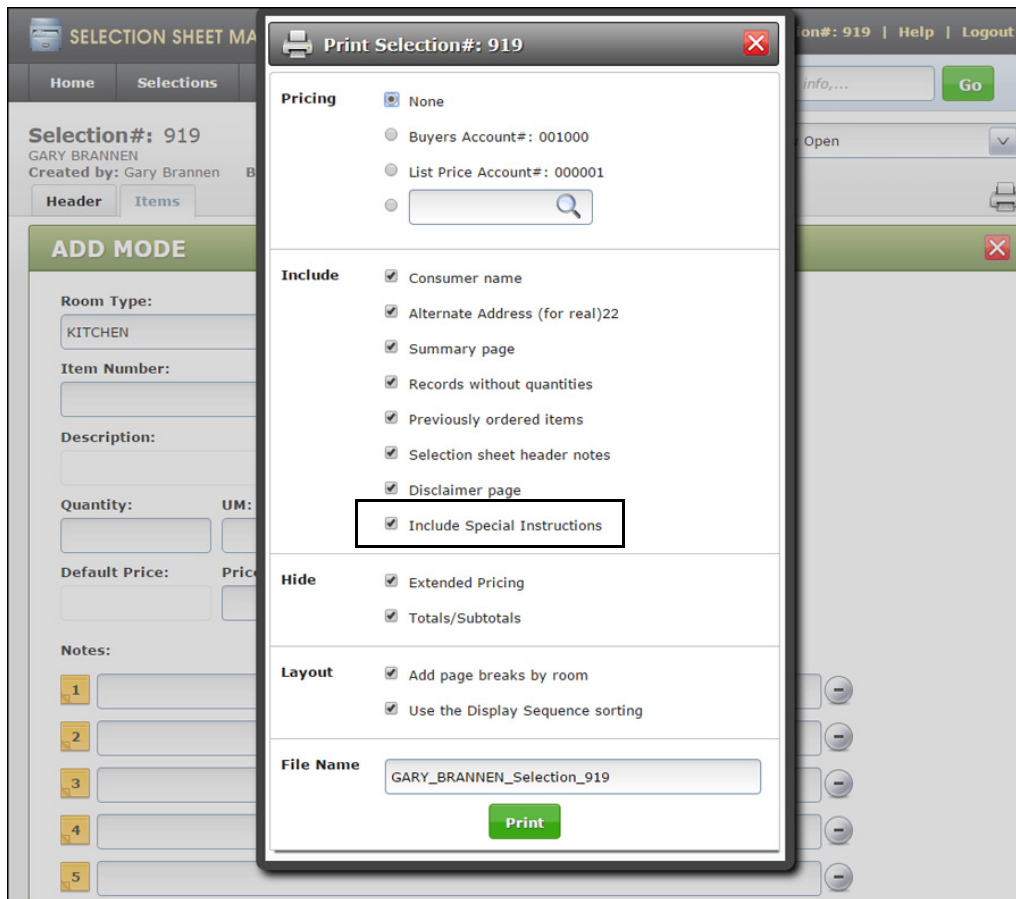 SELECTION SHEET MA
Print Selection#: 919
ion#: 919 | Help | Logout
Home Selections
info,...
Go
Selection#: 919
GARY BRANNEN
Created by: Gary Brannen B
Open
Header Items
ADD MODE
Room Type:
KITCHEN
Item Number:
Description:
Quantity: UM:
Default Price: Price
Notes:
1
2
3
4
5
Pricing
None
Buyers Account#: 001000
List Price Account#: 000001
Include
Consumer name
Alternate Address (for real)22
Summary page
Records without quantities
Previously ordered items
Selection sheet header notes
Disclaimer page
Include Special Instructions
Hide
Extended Pricing
Totals/Subtotals
Layout
Add page breaks by room
Use the Display Sequence sorting
File Name
GARY_BRANNEN_Selection_919
Print